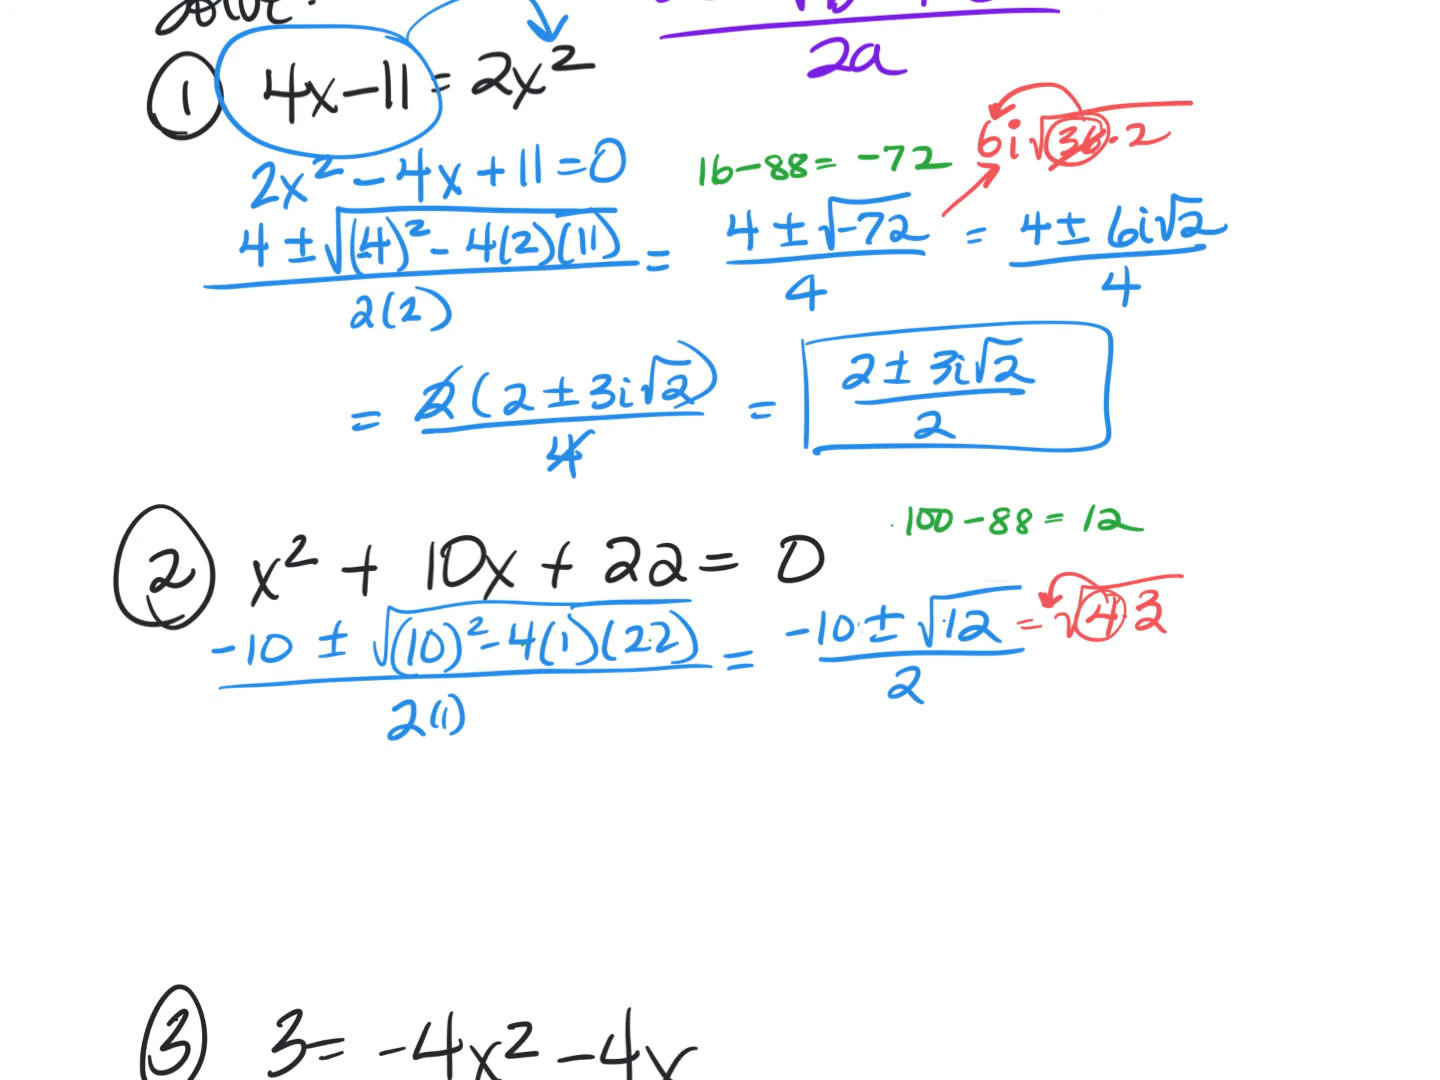 Solve:
2a
① 4x-11 = 2x²
2x² - 4x + 11 = 0
16-88 = -72
6i√36·2
4 ± √(4)² - 4(2)(11) / 2(2) = 4 ± √-72 / 4 = 4 ± 6i√2 / 4
= 2(2 ± 3i√2) / 4 = 2 ± 3i√2 / 2
100 - 88 = 12
② x² + 10x + 22 = 0
-10 ± √(10)² - 4(1)(22) / 2(1) = -10 ± √12 / 2 = √4·3
③ 3 = -4x² - 4x